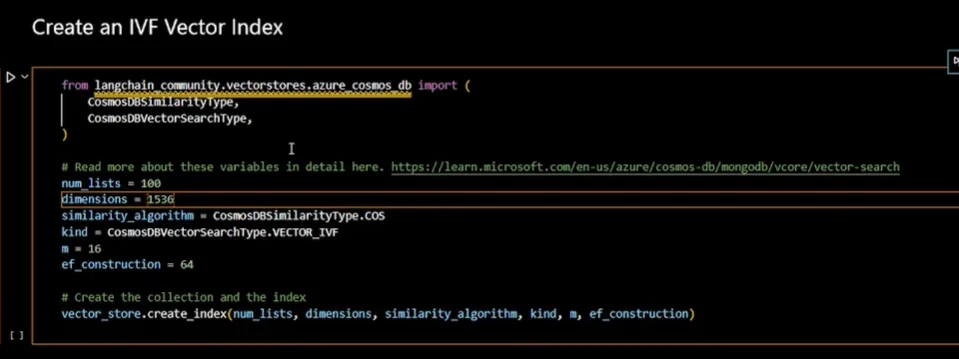 Create an IVF Vector Index
from langchain_community.vectorstores.azure_cosmos_db import (
    CosmosDBSimilarityType,
    CosmosDBVectorSearchType,
)
# Read more about these variables in detail here. https://learn.microsoft.com/en-us/azure/cosmos-db/mongodb/vcore/vector-search
num_lists = 100
dimensions = 1536
similarity_algorithm = CosmosDBSimilarityType.COS
kind = CosmosDBVectorSearchType.VECTOR_IVF
m = 16
ef_construction = 64
# Create the collection and the index
vector_store.create_index(num_lists, dimensions, similarity_algorithm, kind, m, ef_construction)
[ ]